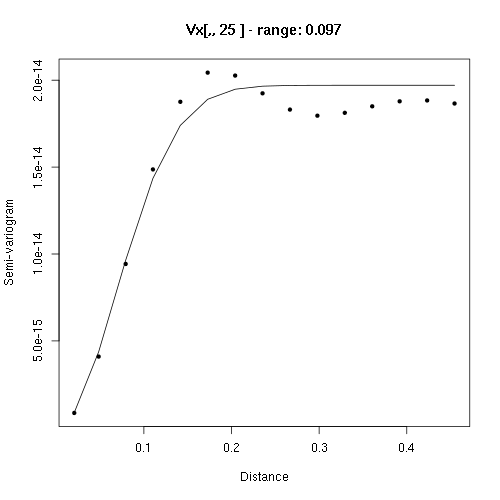 Vx[,, 25 ] - range: 0.097
2.0e-14
1.5e-14
1.0e-14
5.0e-15
Semi-variogram
0.1 0.2 0.3 0.4
Distance